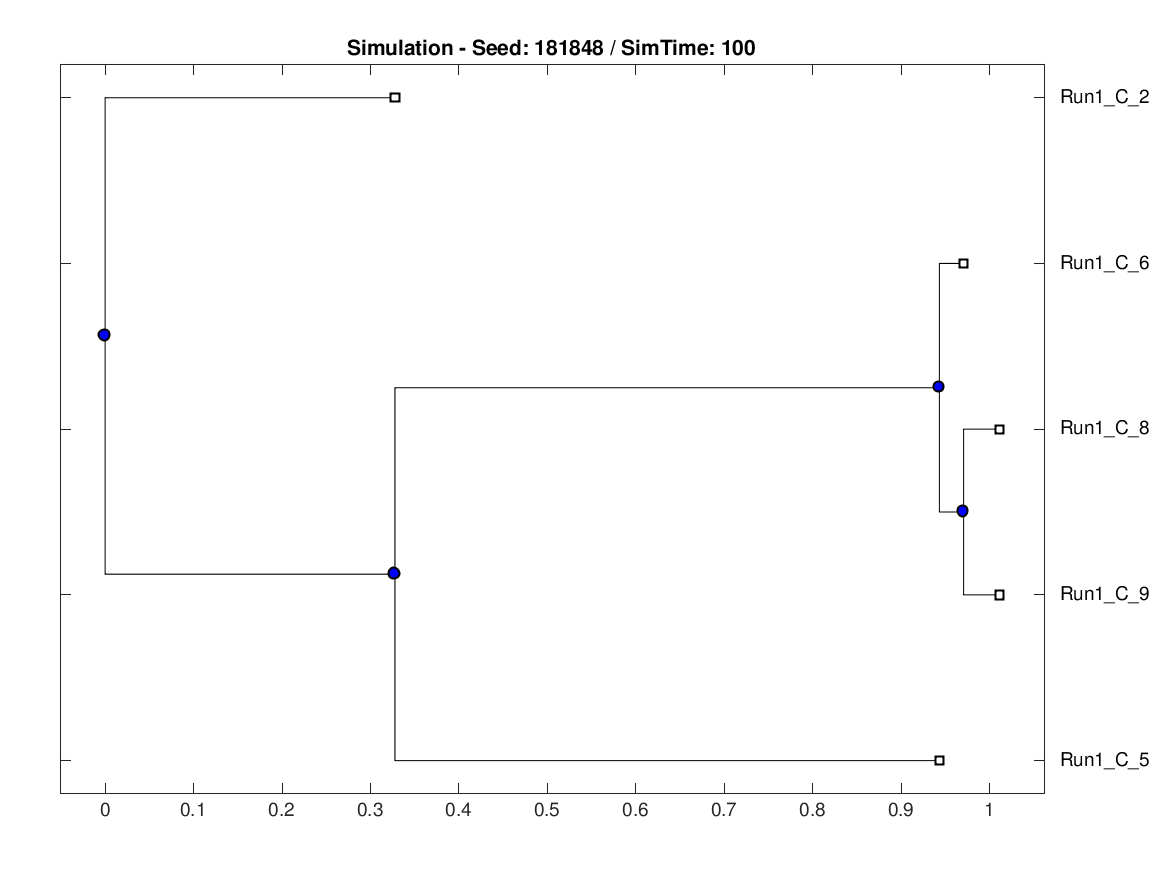 Simulation - Seed: 181848 / SimTime: 100
Run1_C_2
Run1_C_6
Run1_C_8
Run1_C_9
Run1_C_5
0 0.1 0.2 0.3 0.4 0.5 0.6 0.7 0.8 0.9 1